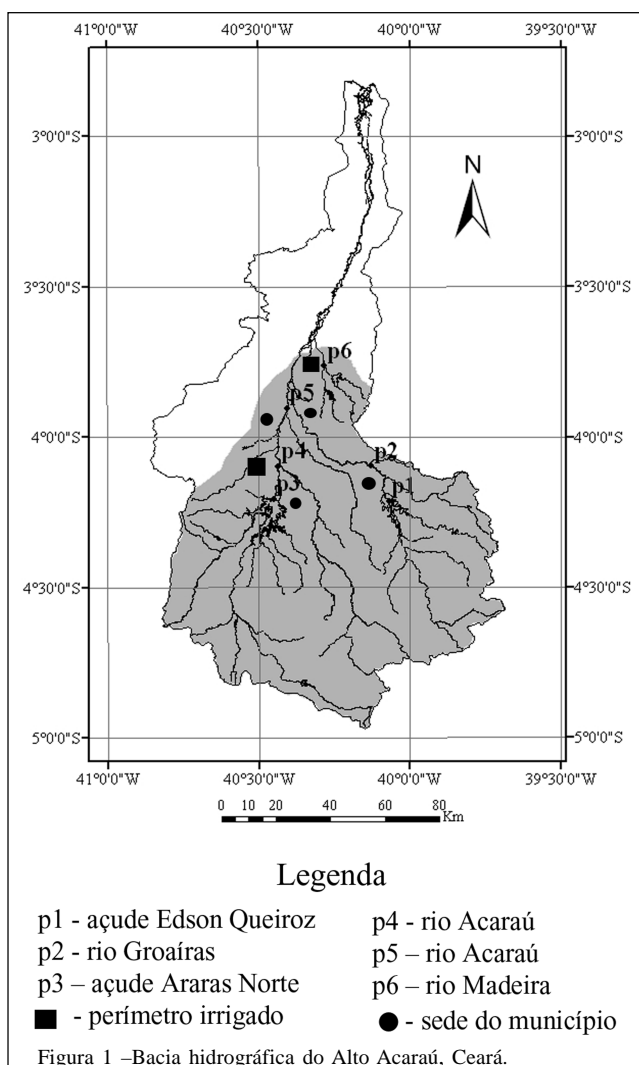 41°0'0"W 40°30'0"W 40°0'0"W 39°30'0"W
3°0'0"S 3°0'0"S
N
3°30'0"S 3°30'0"S
p6
p5
4°0'0"S 4°0'0"S
p4 p2
p3 p1
4°30'0"S 4°30'0"S
5°0'0"S 5°0'0"S
41°0'0"W 40°30'0"W 40°0'0"W 39°30'0"W
0 10 20 40 60 80
Km
Legenda
p1 - açude Edson Queiroz p4 - rio Acaraú
p2 - rio Groaíras p5 – rio Acaraú
p3 – açude Araras Norte p6 – rio Madeira
- perímetro irrigado - sede do município
Figura 1 –Bacia hidrográfica do Alto Acaraú, Ceará.